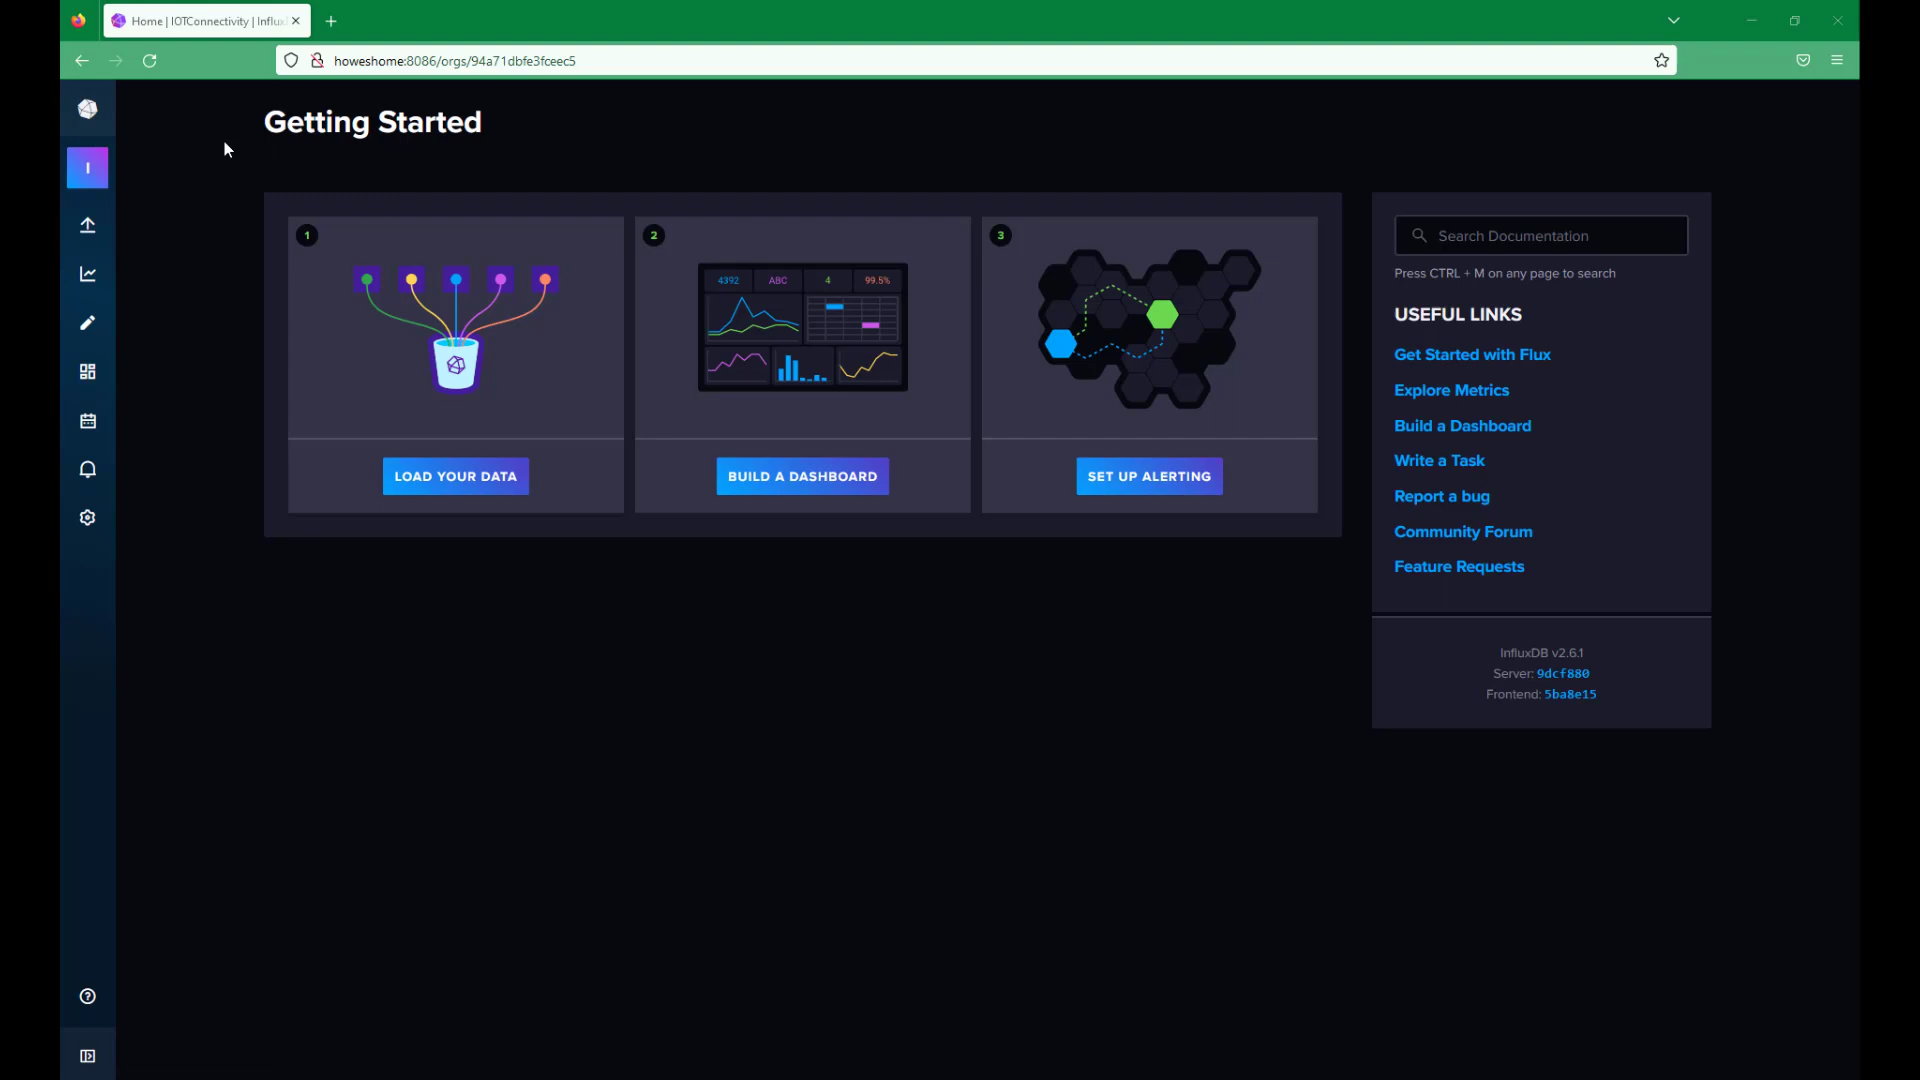 Home | IOTConnectivity | Influx
howeshome:8086/orgs/94a71dbfe3fceec5
I
Getting Started
1
2
3
4392
ABC
4
99.5%
LOAD YOUR DATA
BUILD A DASHBOARD
SET UP ALERTING
Search Documentation
Press CTRL + M on any page to search
USEFUL LINKS
Get Started with Flux
Explore Metrics
Build a Dashboard
Write a Task
Report a bug
Community Forum
Feature Requests
InfluxDB v2.6.1
Server: 9dcf880
Frontend: 5ba8e15